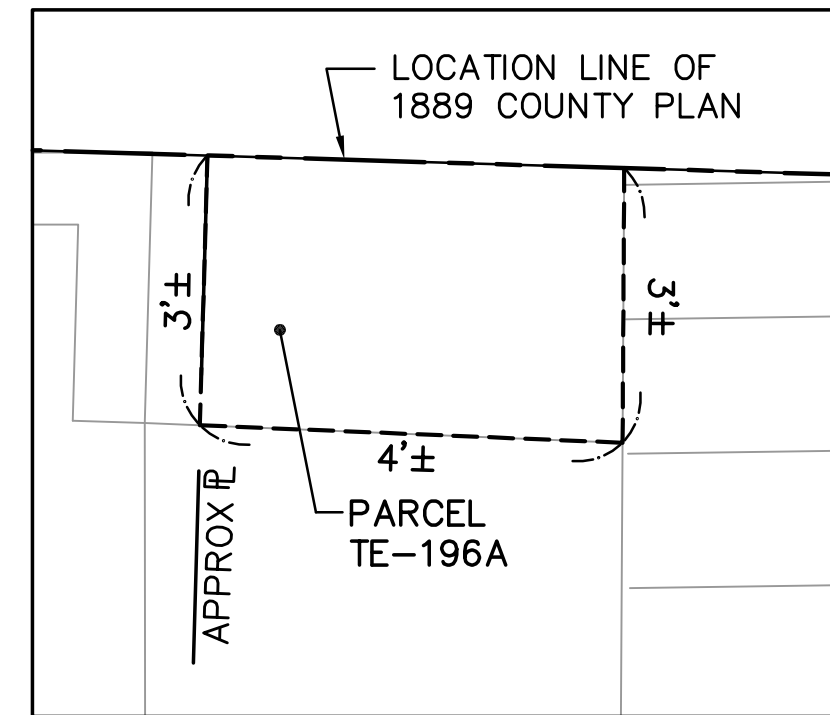 LOCATION LINE OF
1889 COUNTY PLAN
3'±
3'±
4'±
APPROX ⅊
PARCEL
TE-196A